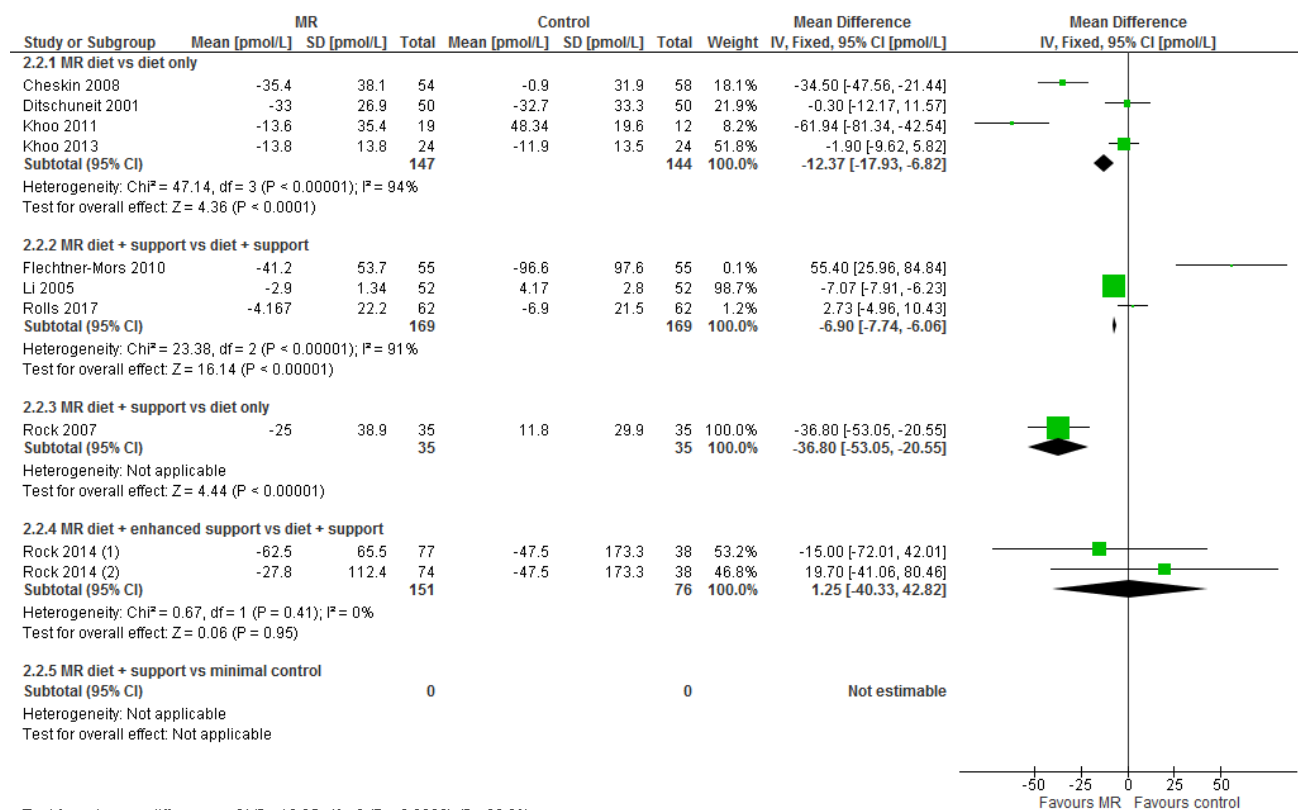 MR Control Mean Difference Mean Difference
Study or Subgroup Mean [pmol/L] SD [pmol/L] Total Mean [pmol/L] SD [pmol/L] Total Weight IV, Fixed, 95% CI [pmol/L] IV, Fixed, 95% CI [pmol/L]
2.2.1 MR diet vs diet only
Cheskin 2008 -35.4 38.1 54 -0.9 31.9 58 18.1% -34.50 [-47.56, -21.44]
Ditschuneit 2001 -33 26.9 50 -32.7 33.3 50 21.9% -0.30 [-12.17, 11.57]
Khoo 2011 -13.6 35.4 19 48.34 19.6 12 8.2% -61.94 [-81.34, -42.54]
Khoo 2013 -13.8 13.8 24 -11.9 13.5 24 51.8% -1.90 [-9.62, 5.82]
Subtotal (95% CI) 147 144 100.0% -12.37 [-17.93, -6.82]
Heterogeneity: Chi² = 47.14, df = 3 (P < 0.00001); I² = 94%
Test for overall effect: Z = 4.36 (P < 0.0001)
2.2.2 MR diet + support vs diet + support
Flechtner-Mors 2010 -41.2 53.7 55 -96.6 97.6 55 0.1% 55.40 [25.96, 84.84]
Li 2005 -2.9 1.34 52 4.17 2.8 52 98.7% -7.07 [-7.91, -6.23]
Rolls 2017 -4.167 22.2 62 -6.9 21.5 62 1.2% 2.73 [-4.96, 10.43]
Subtotal (95% CI) 169 169 100.0% -6.90 [-7.74, -6.06]
Heterogeneity: Chi² = 23.38, df = 2 (P < 0.00001); I² = 91%
Test for overall effect: Z = 16.14 (P < 0.00001)
2.2.3 MR diet + support vs diet only
Rock 2007 -25 38.9 35 11.8 29.9 35 100.0% -36.80 [-53.05, -20.55]
Subtotal (95% CI) 35 35 100.0% -36.80 [-53.05, -20.55]
Heterogeneity: Not applicable
Test for overall effect: Z = 4.44 (P < 0.00001)
2.2.4 MR diet + enhanced support vs diet + support
Rock 2014 (1) -62.5 65.5 77 -47.5 173.3 38 53.2% -15.00 [-72.01, 42.01]
Rock 2014 (2) -27.8 112.4 74 -47.5 173.3 38 46.8% 19.70 [-41.06, 80.46]
Subtotal (95% CI) 151 76 100.0% 1.25 [-40.33, 42.82]
Heterogeneity: Chi² = 0.67, df = 1 (P = 0.41); I² = 0%
Test for overall effect: Z = 0.06 (P = 0.95)
2.2.5 MR diet + support vs minimal control
Subtotal (95% CI) 0 0 Not estimable
Heterogeneity: Not applicable
Test for overall effect: Not applicable
-50 -25 0 25 50
Favours MR Favours control